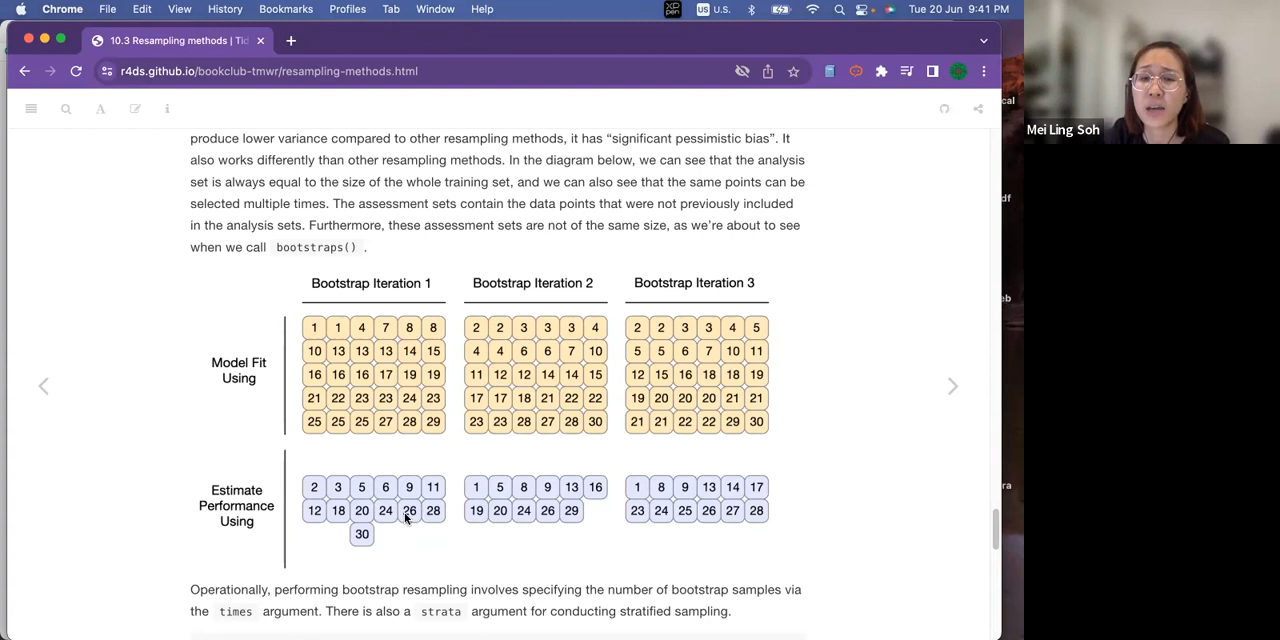 Chrome File Edit View History Bookmarks Profiles Tab Window Help
XP PEN US U.S. Tue 20 Jun 9:41 PM
10.3 Resampling methods | Tid
r4ds.github.io/bookclub-tmwr/resampling-methods.html
Mei Ling Soh
cal
df
eb
ra
produce lower variance compared to other resampling methods, it has “significant pessimistic bias”. It
also works differently than other resampling methods. In the diagram below, we can see that the analysis
set is always equal to the size of the whole training set, and we can also see that the same points can be
selected multiple times. The assessment sets contain the data points that were not previously included
in the analysis sets. Furthermore, these assessment sets are not of the same size, as we’re about to see
when we call bootstraps() .
Bootstrap Iteration 1 Bootstrap Iteration 2 Bootstrap Iteration 3
Model Fit
Using
1 1 4 7 8 8 2 2 3 3 3 4 2 2 3 3 4 5
10 13 13 13 14 15 4 4 6 6 7 10 5 5 6 7 10 11
16 16 16 17 19 19 11 12 12 14 14 15 12 15 16 18 18 19
21 22 23 23 24 23 17 17 18 21 22 22 19 20 20 20 21 21
25 25 25 27 28 29 23 23 28 27 28 30 21 21 22 22 29 30
Estimate
Performance
Using
2 3 5 6 9 11 1 5 8 9 13 16 1 8 9 13 14 17
12 18 20 24 26 28 19 20 24 26 29 23 24 25 26 27 28
30
Operationally, performing bootstrap resampling involves specifying the number of bootstrap samples via
the times argument. There is also a strata argument for conducting stratified sampling.